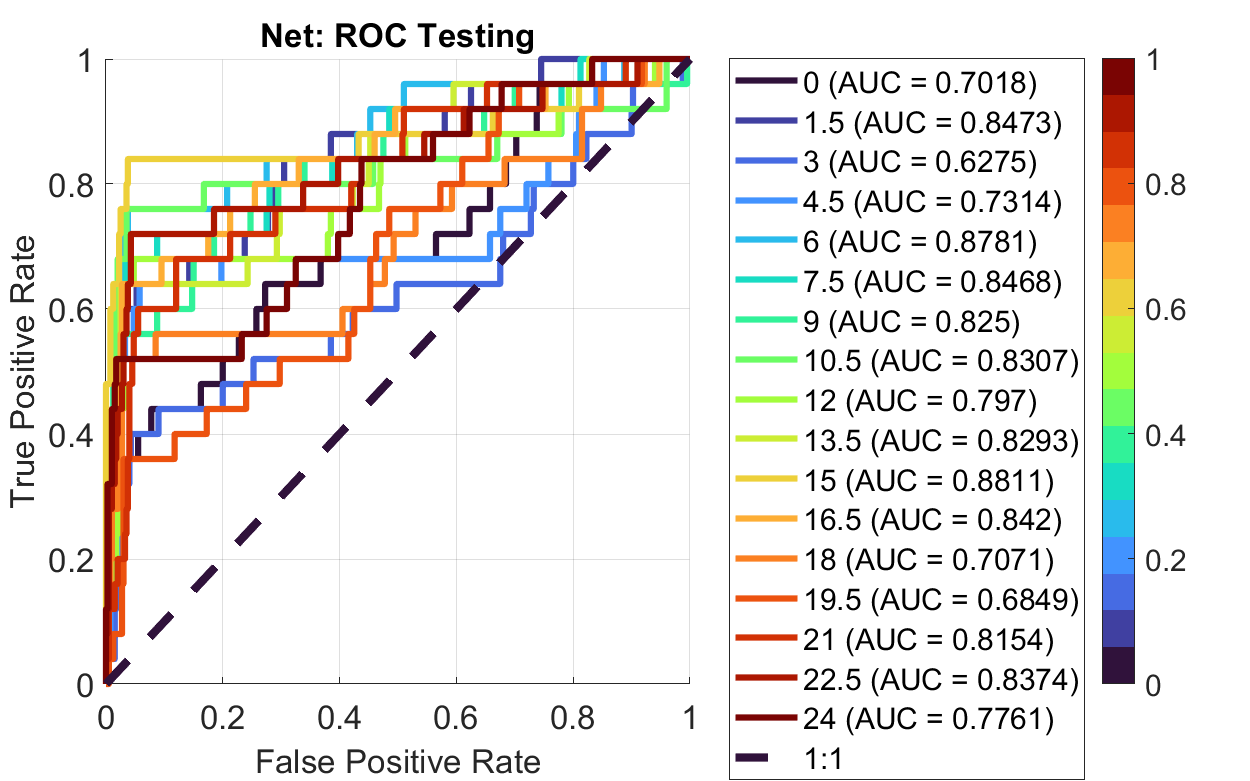 Net: ROC Testing
1
0.8
0.6
0.4
0.2
0
True Positive Rate
0
0.2
0.4
0.6
0.8
1
False Positive Rate
0 (AUC = 0.7018)
1.5 (AUC = 0.8473)
3 (AUC = 0.6275)
4.5 (AUC = 0.7314)
6 (AUC = 0.8781)
7.5 (AUC = 0.8468)
9 (AUC = 0.825)
10.5 (AUC = 0.8307)
12 (AUC = 0.797)
13.5 (AUC = 0.8293)
15 (AUC = 0.8811)
16.5 (AUC = 0.842)
18 (AUC = 0.7071)
19.5 (AUC = 0.6849)
21 (AUC = 0.8154)
22.5 (AUC = 0.8374)
24 (AUC = 0.7761)
1:1
1
0.8
0.6
0.4
0.2
0